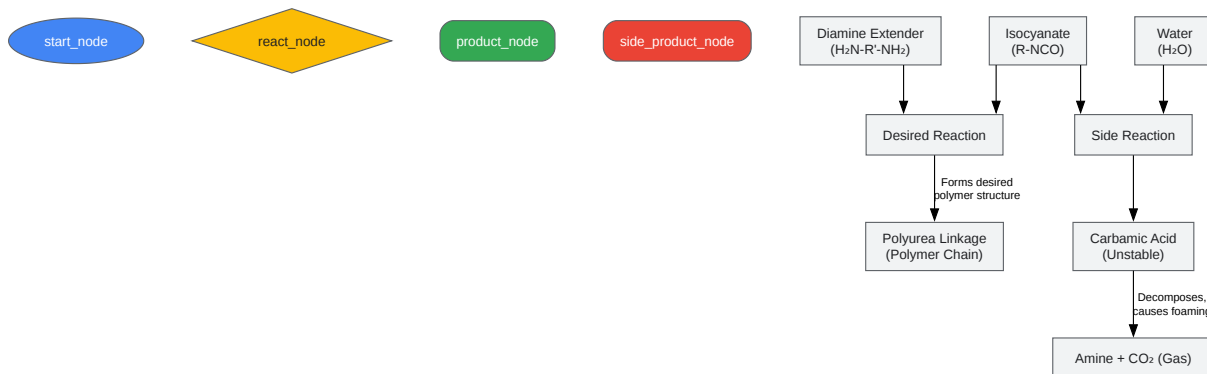 start_node
react_node
product_node
side_product_node
Diamine Extender
(H₂N-R'-NH₂)
Isocyanate
(R-NCO)
Water
(H₂O)
Desired Reaction
Side Reaction
Forms desired
polymer structure
Polyurea Linkage
(Polymer Chain)
Carbamic Acid
(Unstable)
Decomposes,
causes foaming
Amine + CO₂ (Gas)